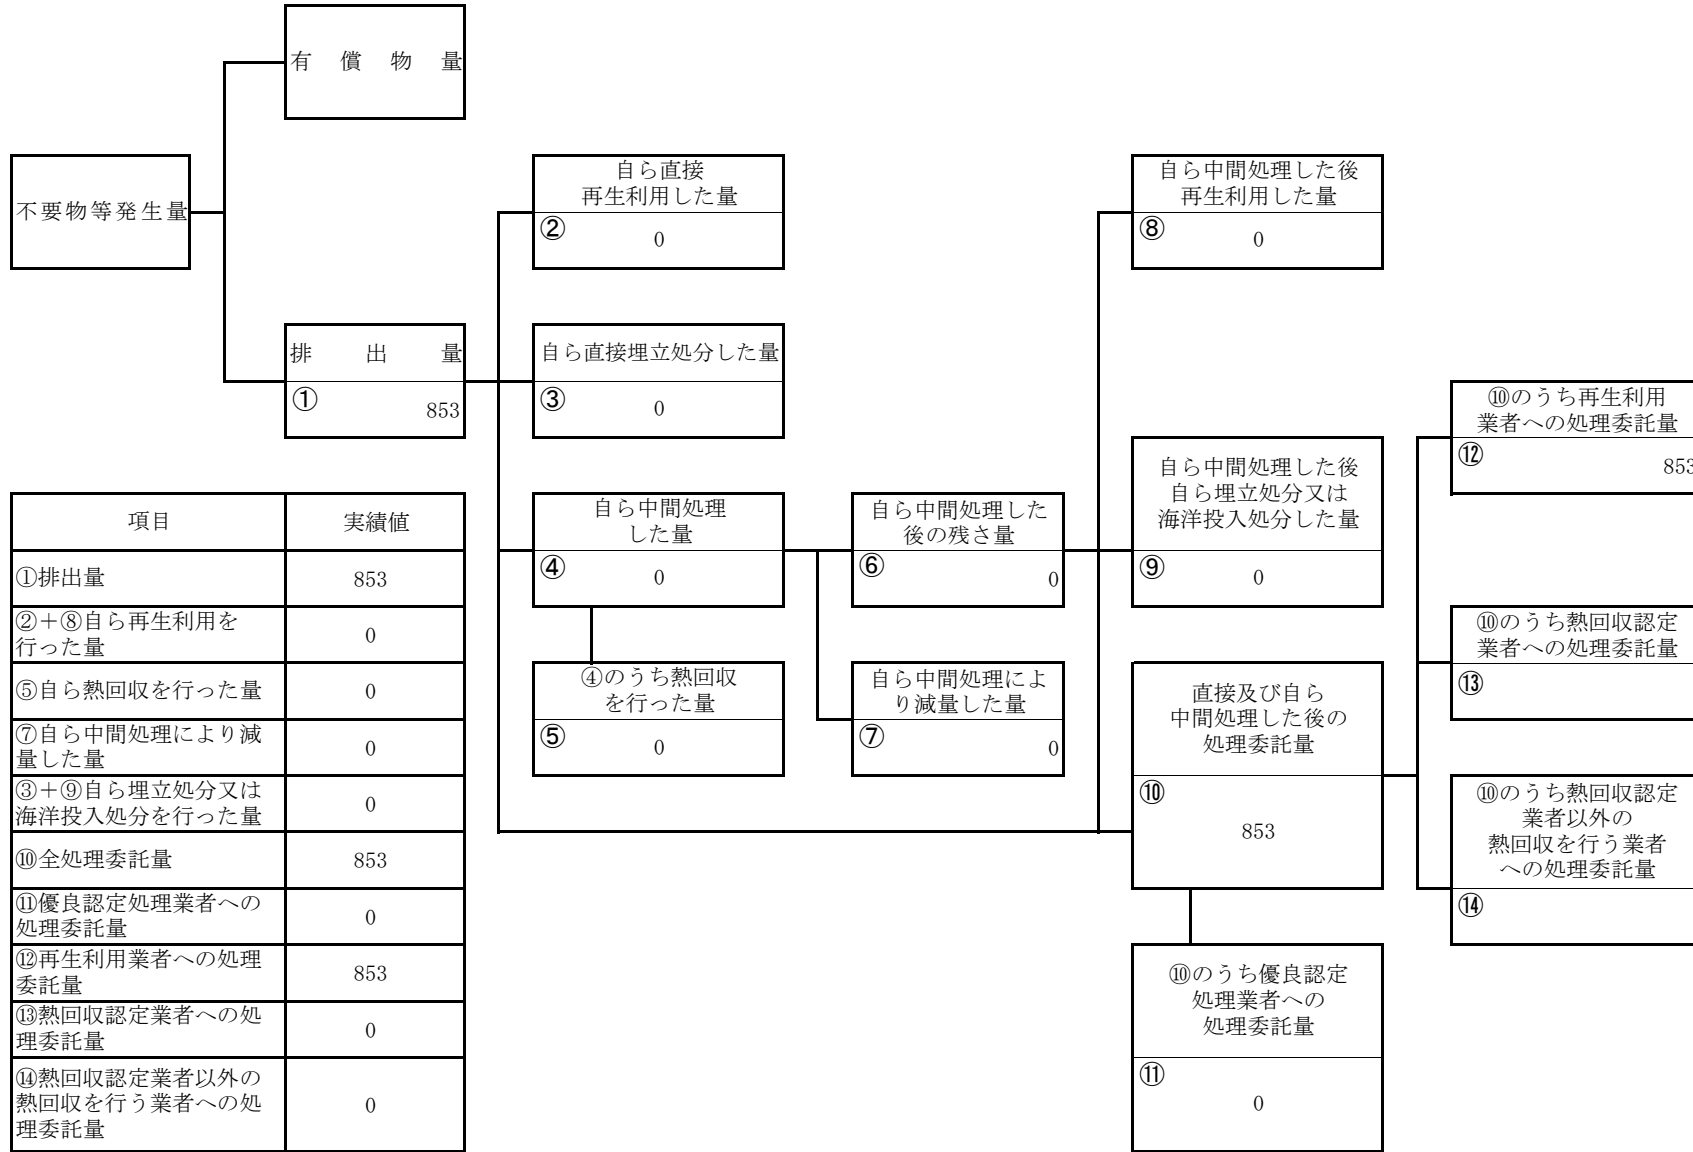 有償物量
不要物等発生量
排出量
① 853
自ら直接
再生利用した量
② 0
自ら直接埋立処分した量
③ 0
自ら中間処理
した量
④ 0
④のうち熱回収
を行った量
⑤ 0
自ら中間処理した
後の残さ量
⑥ 0
自ら中間処理によ
り減量した量
⑦ 0
自ら中間処理した後
再生利用した量
⑧ 0
自ら中間処理した後
自ら埋立処分又は
海洋投入処分した量
⑨ 0
直接及び自ら
中間処理した後の
処理委託量
⑩
853
⑩のうち優良認定
処理業者への
処理委託量
⑪
0
⑩のうち再生利用
業者への処理委託量
⑫ 853
⑩のうち熱回収認定
業者への処理委託量
⑬
⑩のうち熱回収認定
業者以外の
熱回収を行う業者
への処理委託量
⑭
項目 実績値
①排出量 853
②+⑧自ら再生利用を
行った量 0
⑤自ら熱回収を行った量 0
⑦自ら中間処理により減
量した量 0
③+⑨自ら埋立処分又は
海洋投入処分を行った量 0
⑩全処理委託量 853
⑪優良認定処理業者への
処理委託量 0
⑫再生利用業者への処理
委託量 853
⑬熱回収認定業者への処
理委託量 0
⑭熱回収認定業者以外の
熱回収を行う業者への処
理委託量 0